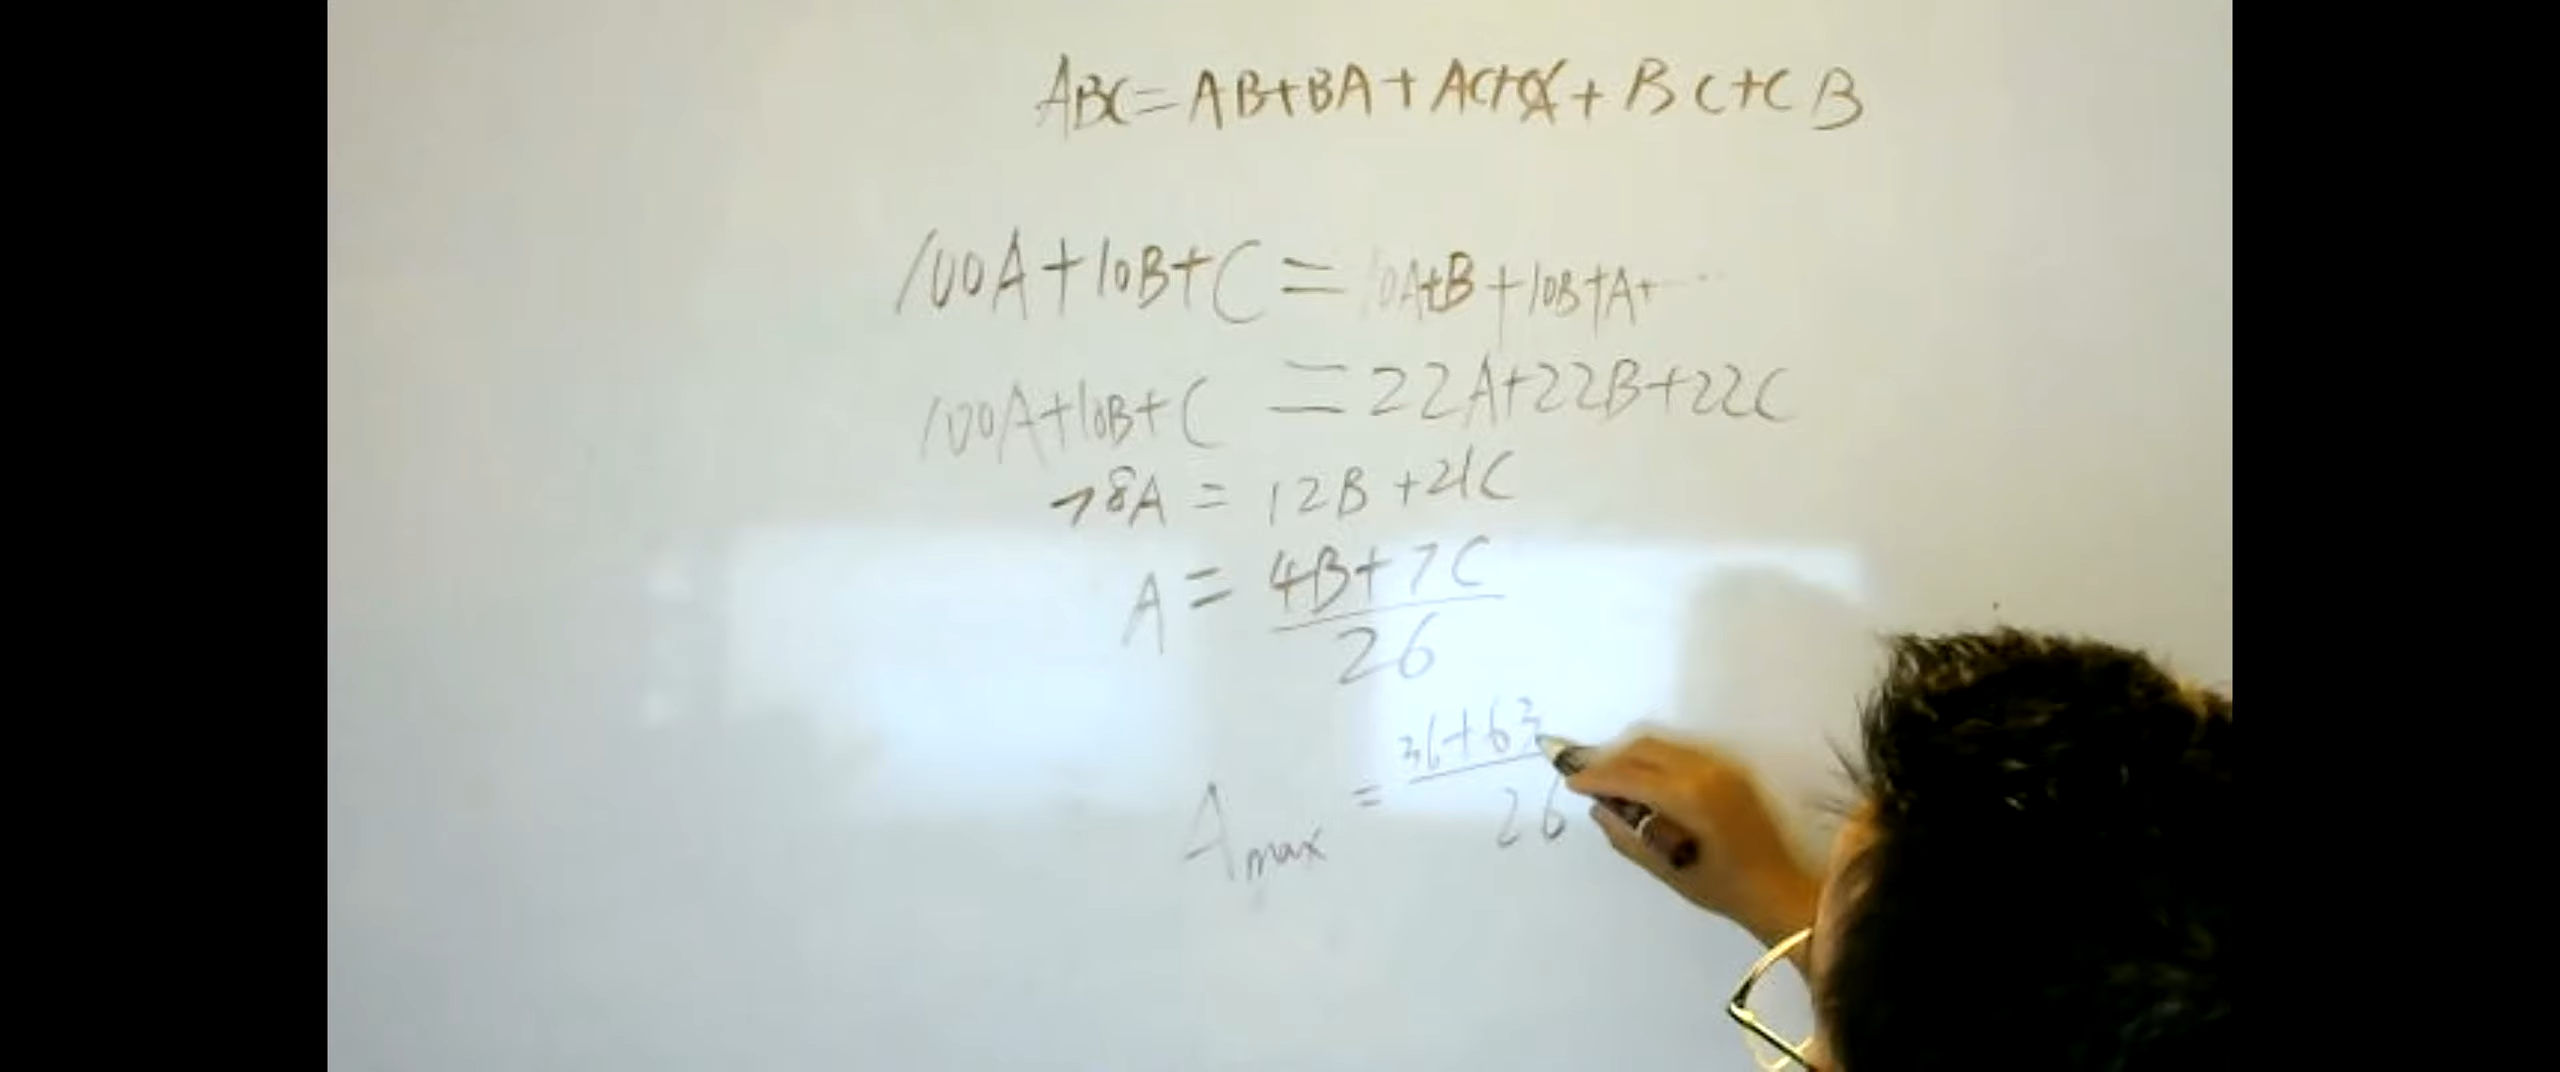 ABC=AB+BA+AC+CA+BC+CB
100A+10B+C=10A+B+10B+A+...
100A+10B+C=22A+22B+22C
78A=12B+21C
A=4B+7C
26
Amax=36+63
26